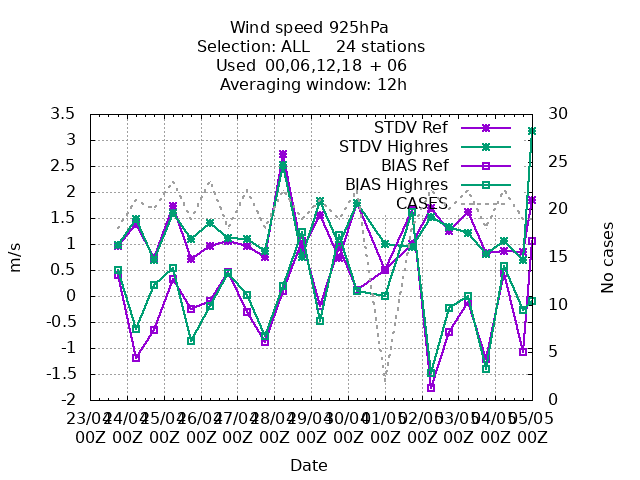 Wind speed 925hPa
Selection: ALL 24 stations
Used 00,06,12,18 + 06
Averaging window: 12h
STDV Ref
STDV Highres
BIAS Ref
BIAS Highres
CASES
m/s
3.5
3
2.5
2
1.5
1
0.5
0
-0.5
-1
-1.5
-2
No cases
30
25
20
15
10
5
0
23/04 24/04 25/04 26/04 27/04 28/04 29/04 30/04 01/05 02/05 03/05 04/05 05/05
00Z 00Z 00Z 00Z 00Z 00Z 00Z 00Z 00Z 00Z 00Z 00Z 00Z
Date